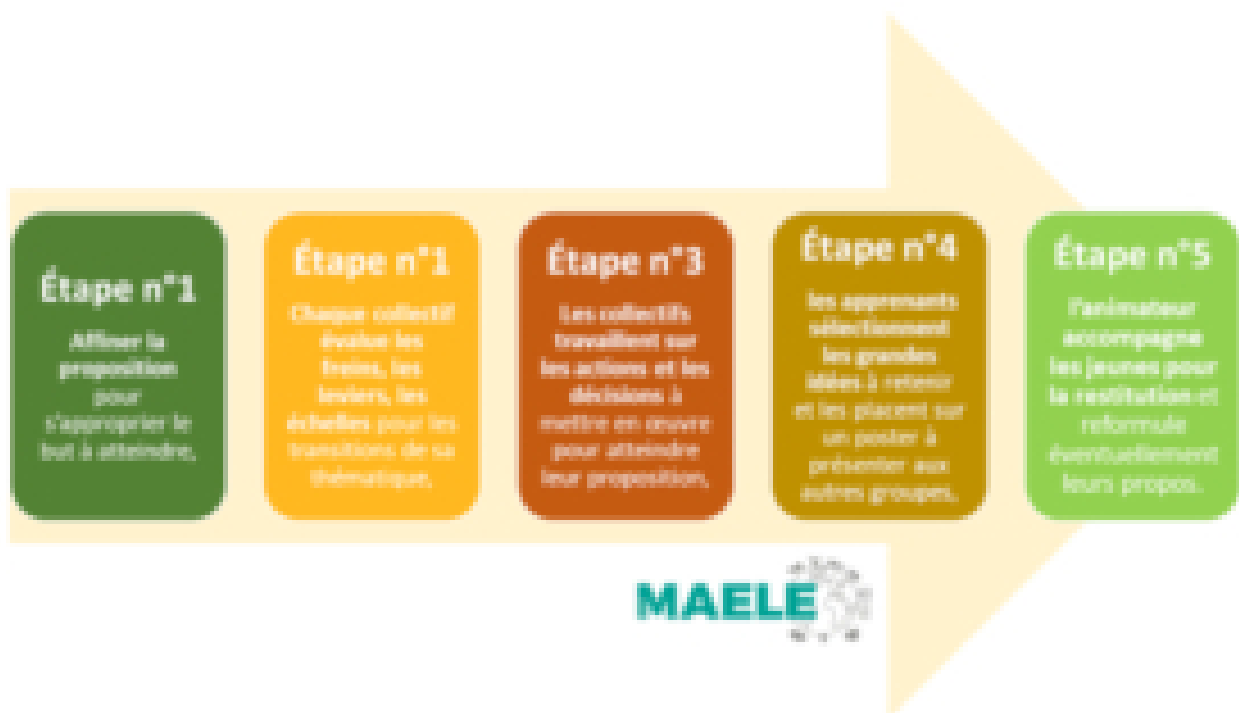 Étape n°1
Affiner la
proposition
pour
s'approprier le
but à atteindre,
Étape n°1
Chaque collectif
évalue les
freins, les
leviers, les
échelles pour les
transitions de sa
thématique,
Étape n°3
Les collectifs
travaillent sur
les actions et les
décisions à
mettre en œuvre
pour atteindre
leur proposition,
Étape n°4
les apprenants
sélectionnent
les grandes
idées à retenir
et les placent sur
un poster à
présenter aux
autres groupes,
Étape n°5
l'animateur
accompagne
les jeunes pour
la restitution et
reformule
éventuellement
leurs propos.
MAELE